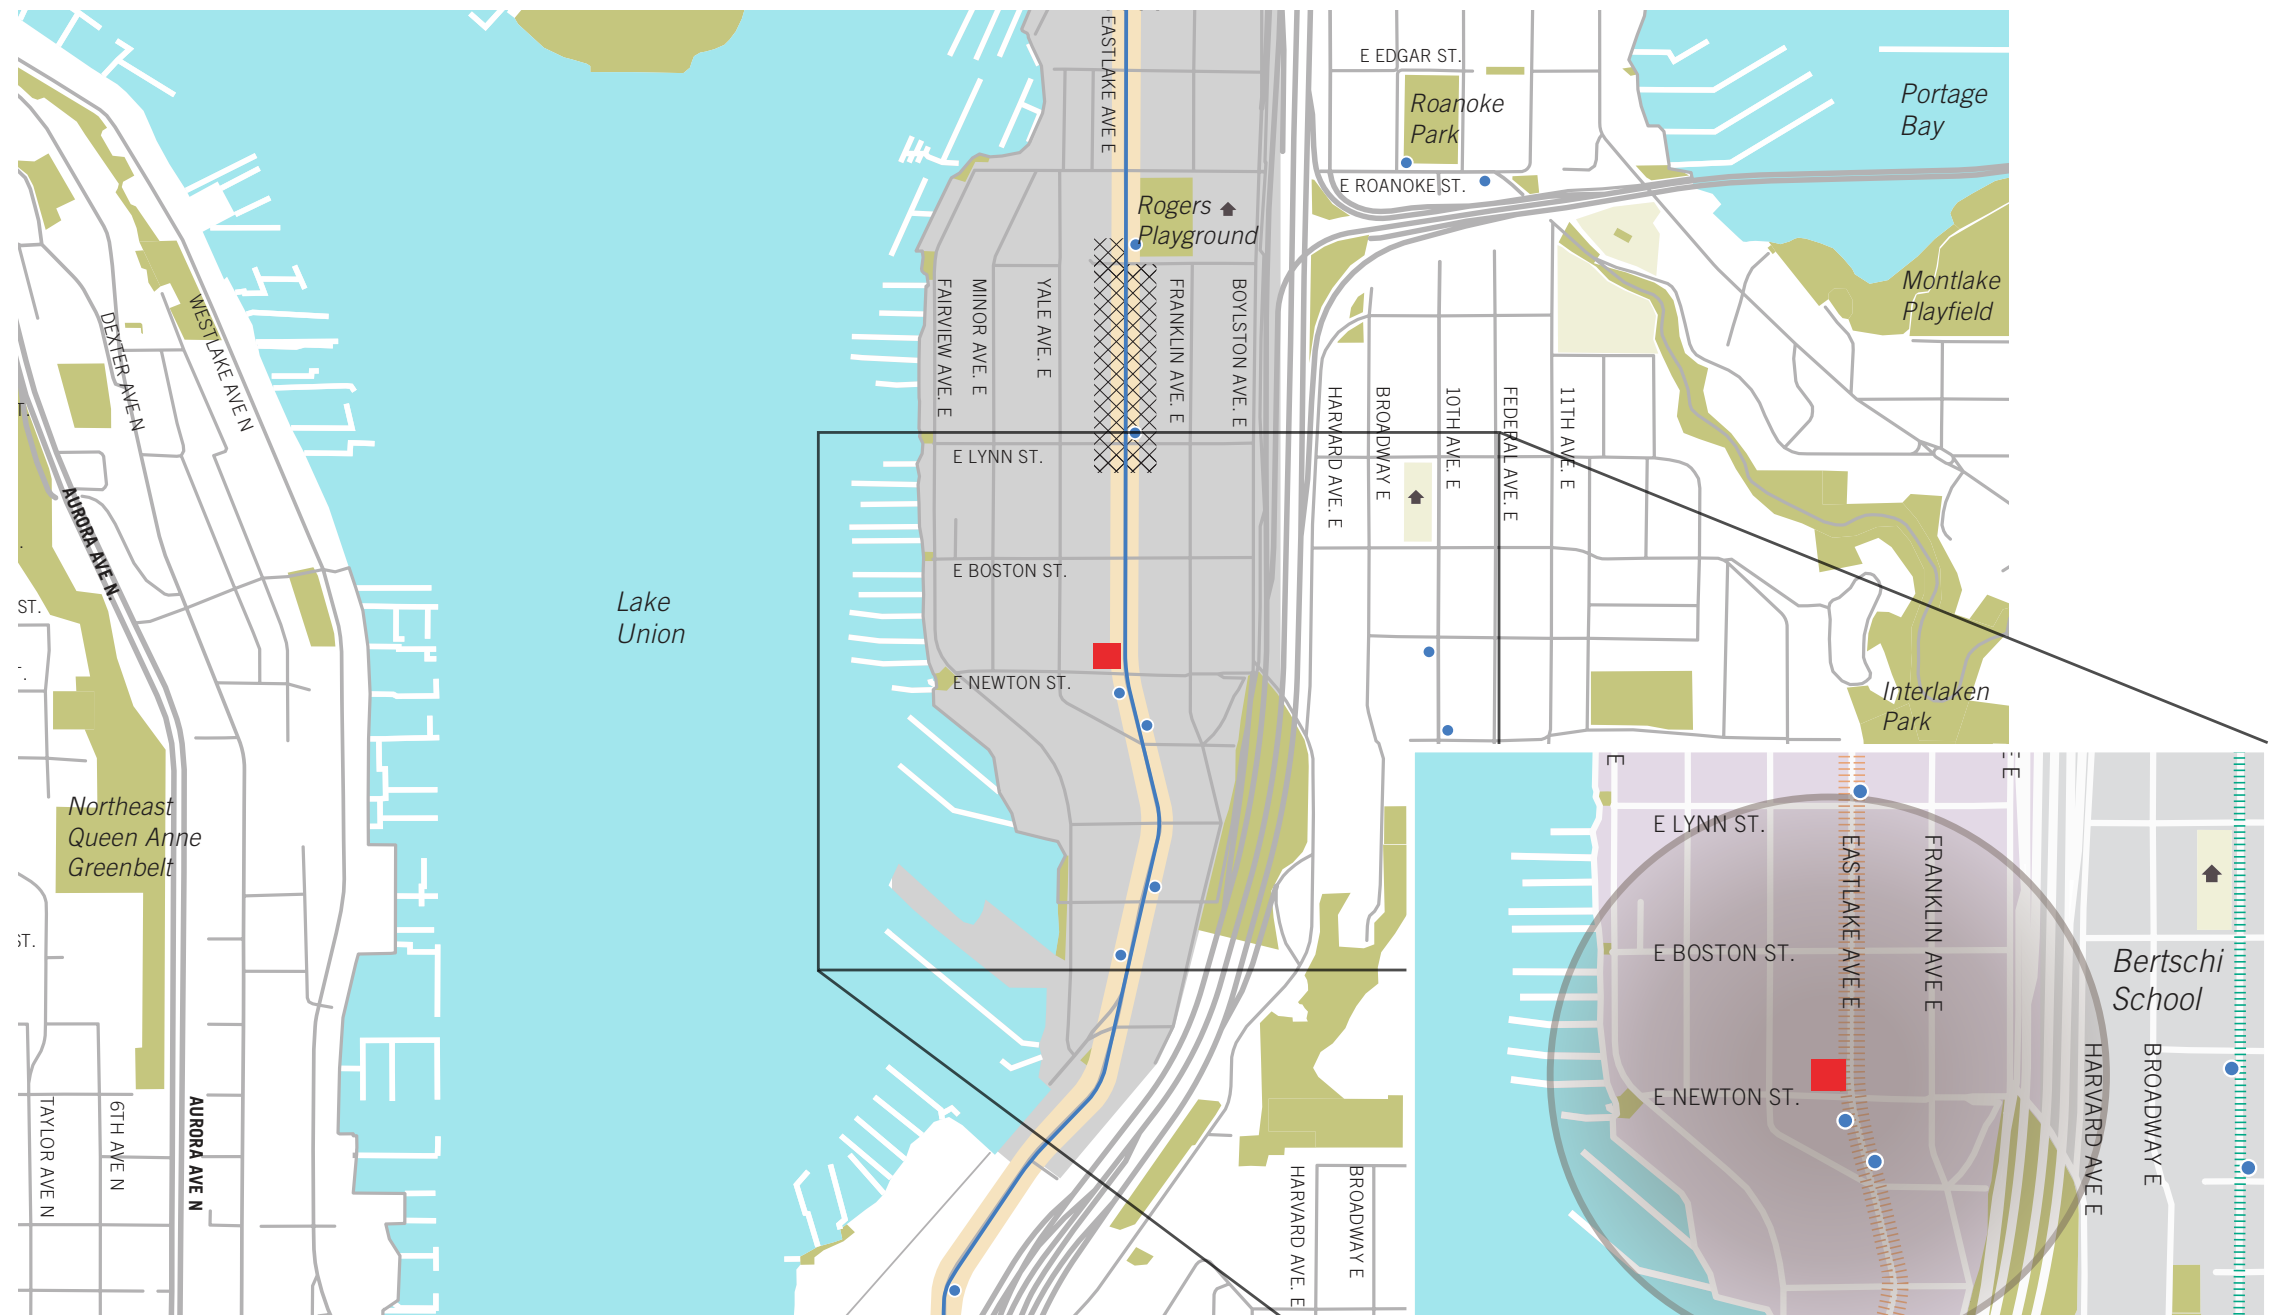 EASTLAKE AVE E
E EDGAR ST.
Roanoke
Park
Portage
Bay
E ROANOKE ST.
Rogers
Playground
Montlake
Playfield
WESTLAKE AVE N
DEXTER AVE N
FAIRVIEW AVE. E
MINOR AVE. E
YALE AVE. E
FRANKLIN AVE. E
BOYLSTON AVE. E
HARVARD AVE. E
BROADWAY E
10TH AVE. E
FEDERAL AVE. E
11TH AVE. E
T.
E LYNN ST.
AURORA AVE N.
E BOSTON ST.
ST.
Lake
Union
E NEWTON ST.
Interlaken
Park
Northeast
Queen Anne
Greenbelt
ST.
TAYLOR AVE N
6TH AVE N
AURORA AVE N
HARVARD AVE. E
BROADWAY E
E
E
E LYNN ST.
EASTLAKE AVE E
FRANKLIN AVE E
E BOSTON ST.
Bertschi
School
E NEWTON ST.
HARVARD AVE E
BROADWAY E